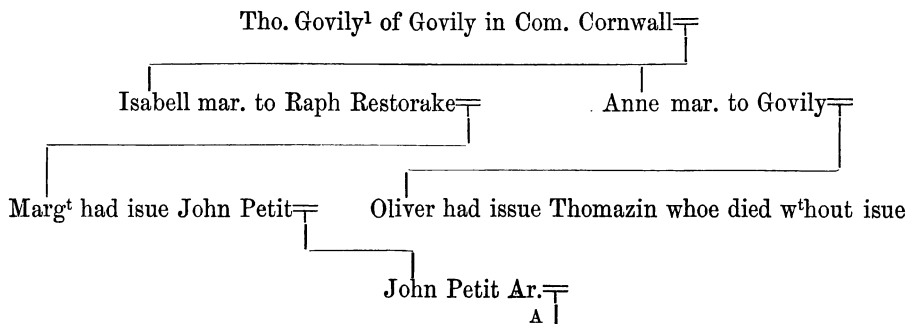 Tho. Govily¹ of Govily in Com. Cornwall
Isabell mar. to Raph Restorake
Anne mar. to Govily
Margᵗ had isue John Petit
Oliver had issue Thomazin whoe died wᵗhout isue
John Petit Ar.
A